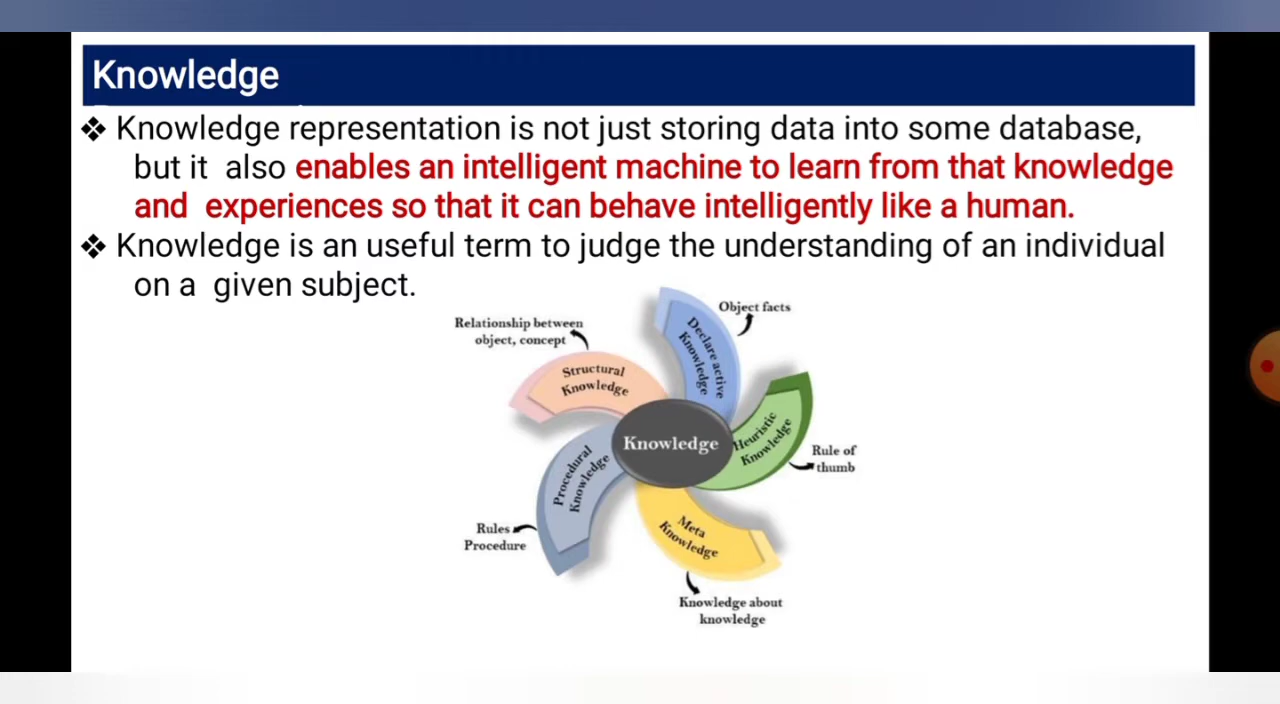 Knowledge
❖ Knowledge representation is not just storing data into some database,
but it also enables an intelligent machine to learn from that knowledge
and experiences so that it can behave intelligently like a human.
❖ Knowledge is an useful term to judge the understanding of an individual
on a given subject.
Relationship between
object, concept
Structural
Knowledge
Object facts
Declare active
Knowledge
Knowledge
Heuristic
Knowledge
Rule of
thumb
Procedural
Knowledge
Rules
Procedure
Meta
Knowledge
Knowledge about
knowledge